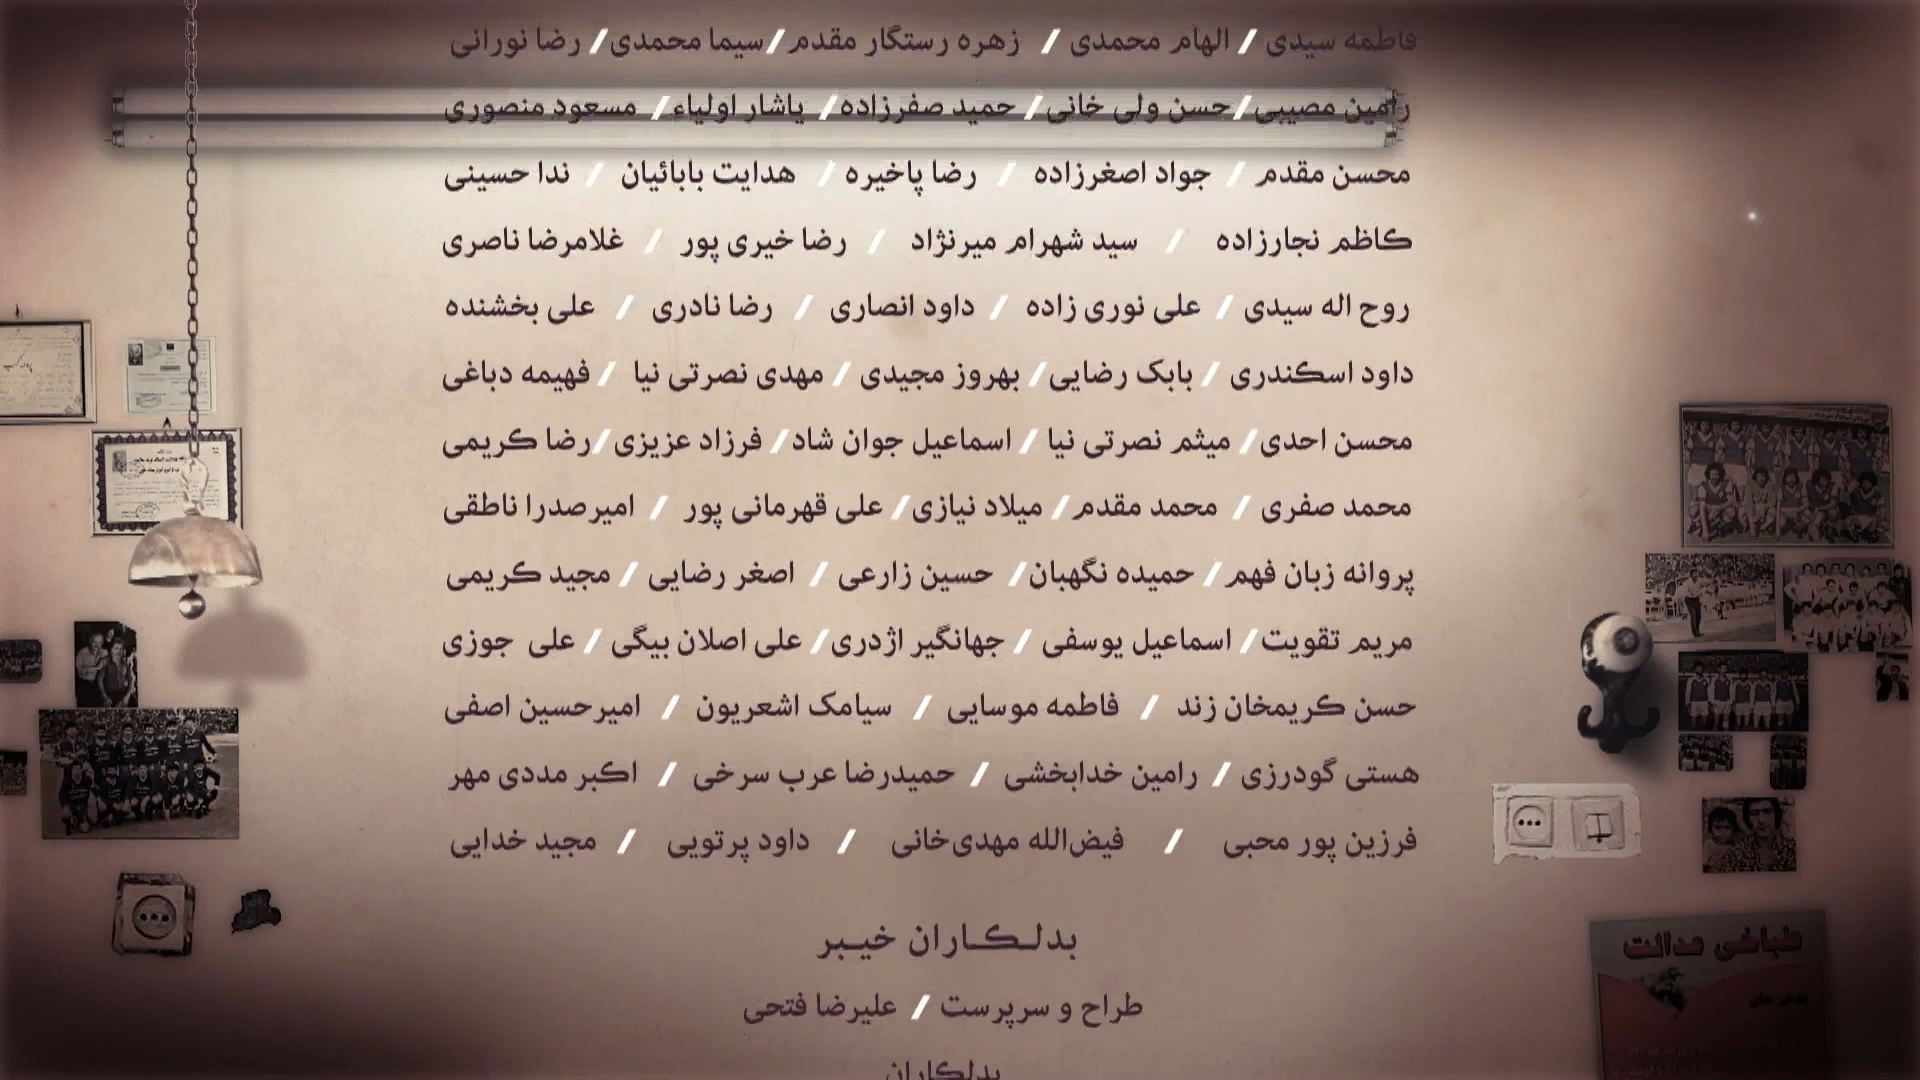 فاطمه سیدی / الهام محمدی / زهره رستگار مقدم / سیما محمدی / رضا نورانی
رامین مصیبی / حسن ولی خانی / حمید صفرزاده / یاشار اولیاء / مسعود منصوری
محسن مقدم / جواد اصغرزاده / رضا پاخیره / هدایت بابائیان / ندا حسینی
کاظم نجارزاده / سید شهرام میرنژاد / رضا خیری پور / غلامرضا ناصری
روح اله سیدی / علی نوری زاده / داود انصاری / رضا نادری / علی بخشنده
داود اسکندری / بابک رضایی / بهروز مجیدی / مهدی نصرتی نیا / فهیمه دباغی
محسن احدی / میثم نصرتی نیا / اسماعیل جوان شاد / فرزاد عزیزی / رضا کریمی
محمد صفری / محمد مقدم / میلاد نیازی / علی قهرمانی پور / امیرصدرا ناطقی
پروانه زبان فهم / حمیده نگهبان / حسین زارعی / اصغر رضایی / مجید کریمی
مریم تقویت / اسماعیل یوسفی / جهانگیر اژدری / علی اصلان بیگی / علی جوزی
حسن کریمخان زند / فاطمه موسایی / سیامک اشعریون / امیرحسین اصفی
هستی گودرزی / رامین خدابخشی / حمیدرضا عرب سرخی / اکبر مددی مهر
فرزین پور محبی / فیض‌الله مهدی‌خانی / داود پرتویی / مجید خدایی
بدلکاران خیبر
طراح و سرپرست / علیرضا فتحی
بدلکاران
طباخی عدالت